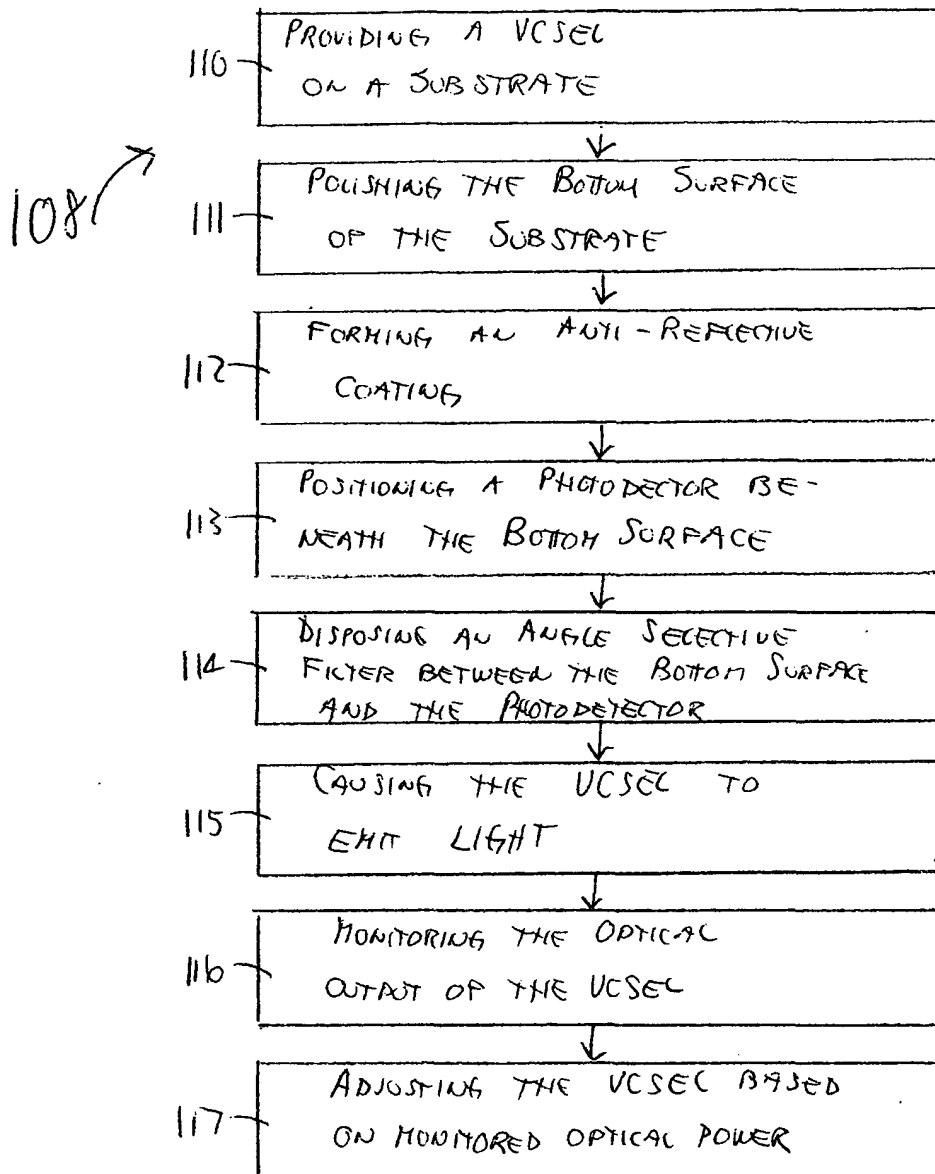 110
PROVIDING A VCSEL
ON A SUBSTRATE
108
111
POLISHING THE BOTTOM SURFACE
OF THE SUBSTRATE
112
FORMING AN ANTI-REFLECTIVE
COATING
113
POSITIONING A PHOTODECTOR BE-
NEATH THE BOTTOM SURFACE
114
DISPOSING AN ANGLE SELECTIVE
FILTER BETWEEN THE BOTTOM SURFACE
AND THE PHOTODETECTOR
115
CAUSING THE VCSEL TO
EMIT LIGHT
116
MONITORING THE OPTICAL
OUTPUT OF THE VCSEL
117
ADJUSTING THE VCSEL BASED
ON MONITORED OPTICAL POWER